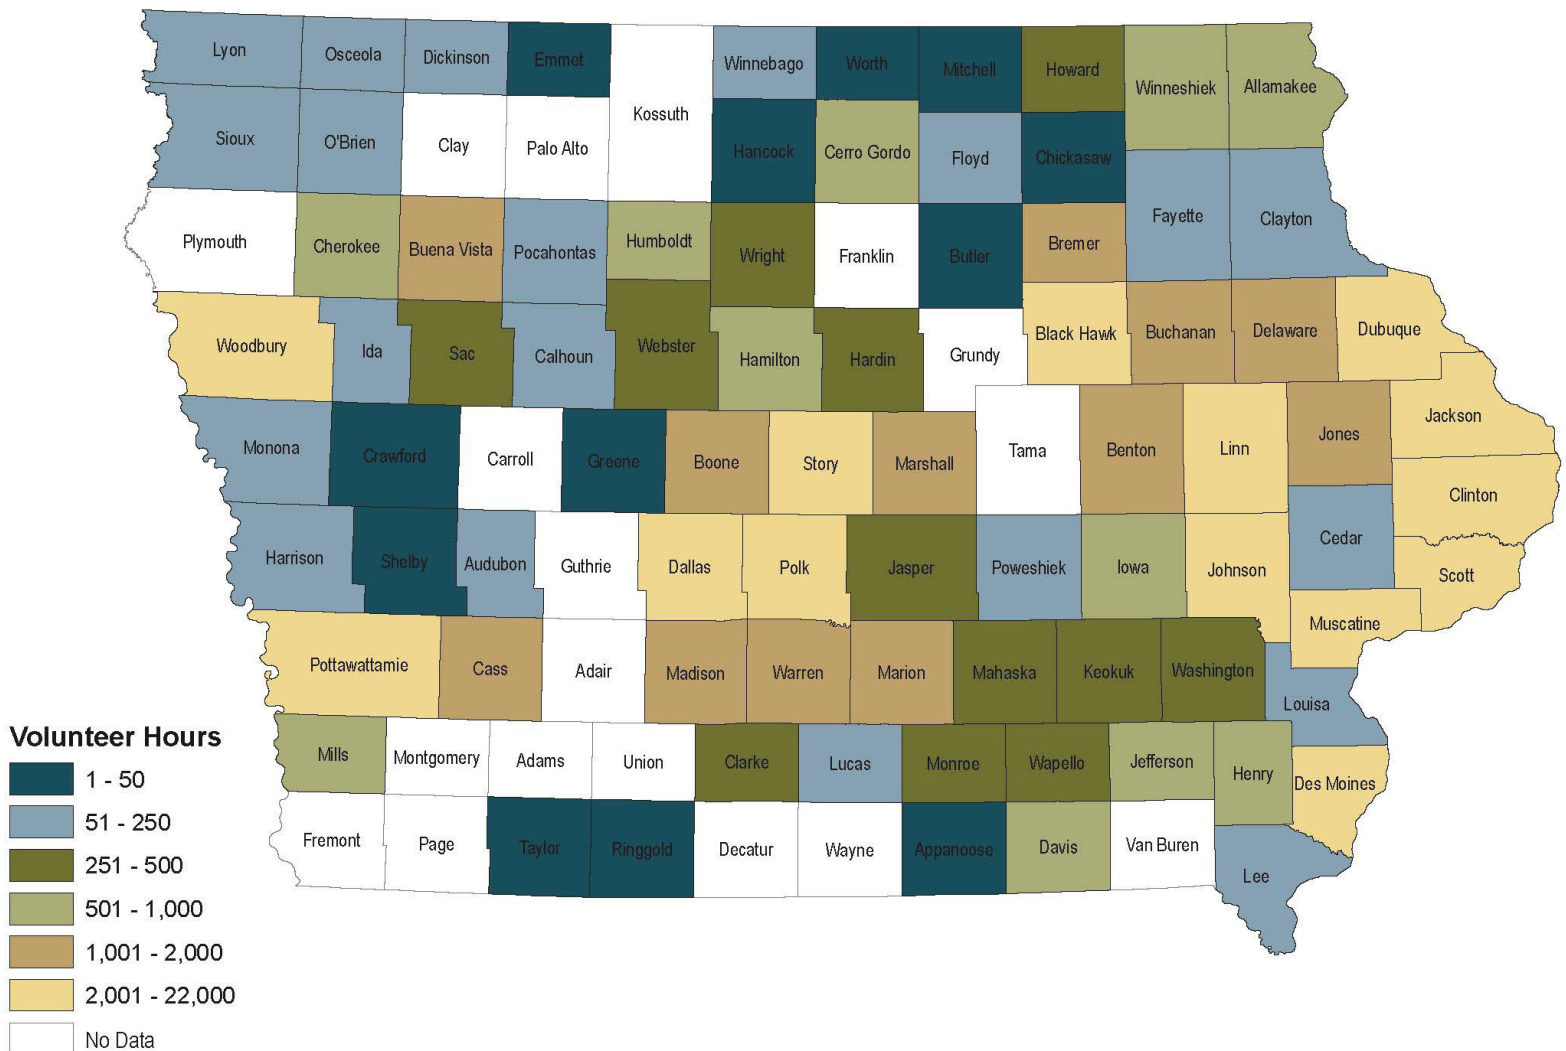 Lyon
Osceola
Dickinson
Emmet
Kossuth
Winnebago
Worth
Mitchell
Howard
Winneshiek
Allamakee
Sioux
O'Brien
Clay
Palo Alto
Hancock
Cerro Gordo
Floyd
Chickasaw
Fayette
Clayton
Plymouth
Cherokee
Buena Vista
Pocahontas
Humboldt
Wright
Franklin
Butler
Bremer
Woodbury
Ida
Sac
Calhoun
Webster
Hamilton
Hardin
Grundy
Black Hawk
Buchanan
Delaware
Dubuque
Monona
Crawford
Carroll
Greene
Boone
Story
Marshall
Tama
Benton
Linn
Jones
Jackson
Clinton
Harrison
Shelby
Audubon
Guthrie
Dallas
Polk
Jasper
Poweshiek
Iowa
Johnson
Cedar
Scott
Muscatine
Pottawattamie
Cass
Adair
Madison
Warren
Marion
Mahaska
Keokuk
Washington
Louisa
Mills
Montgomery
Adams
Union
Clarke
Lucas
Monroe
Wapello
Jefferson
Henry
Des Moines
Fremont
Page
Taylor
Ringgold
Decatur
Wayne
Appanoose
Davis
Van Buren
Lee
Volunteer Hours
1 - 50
51 - 250
251 - 500
501 - 1,000
1,001 - 2,000
2,001 - 22,000
No Data